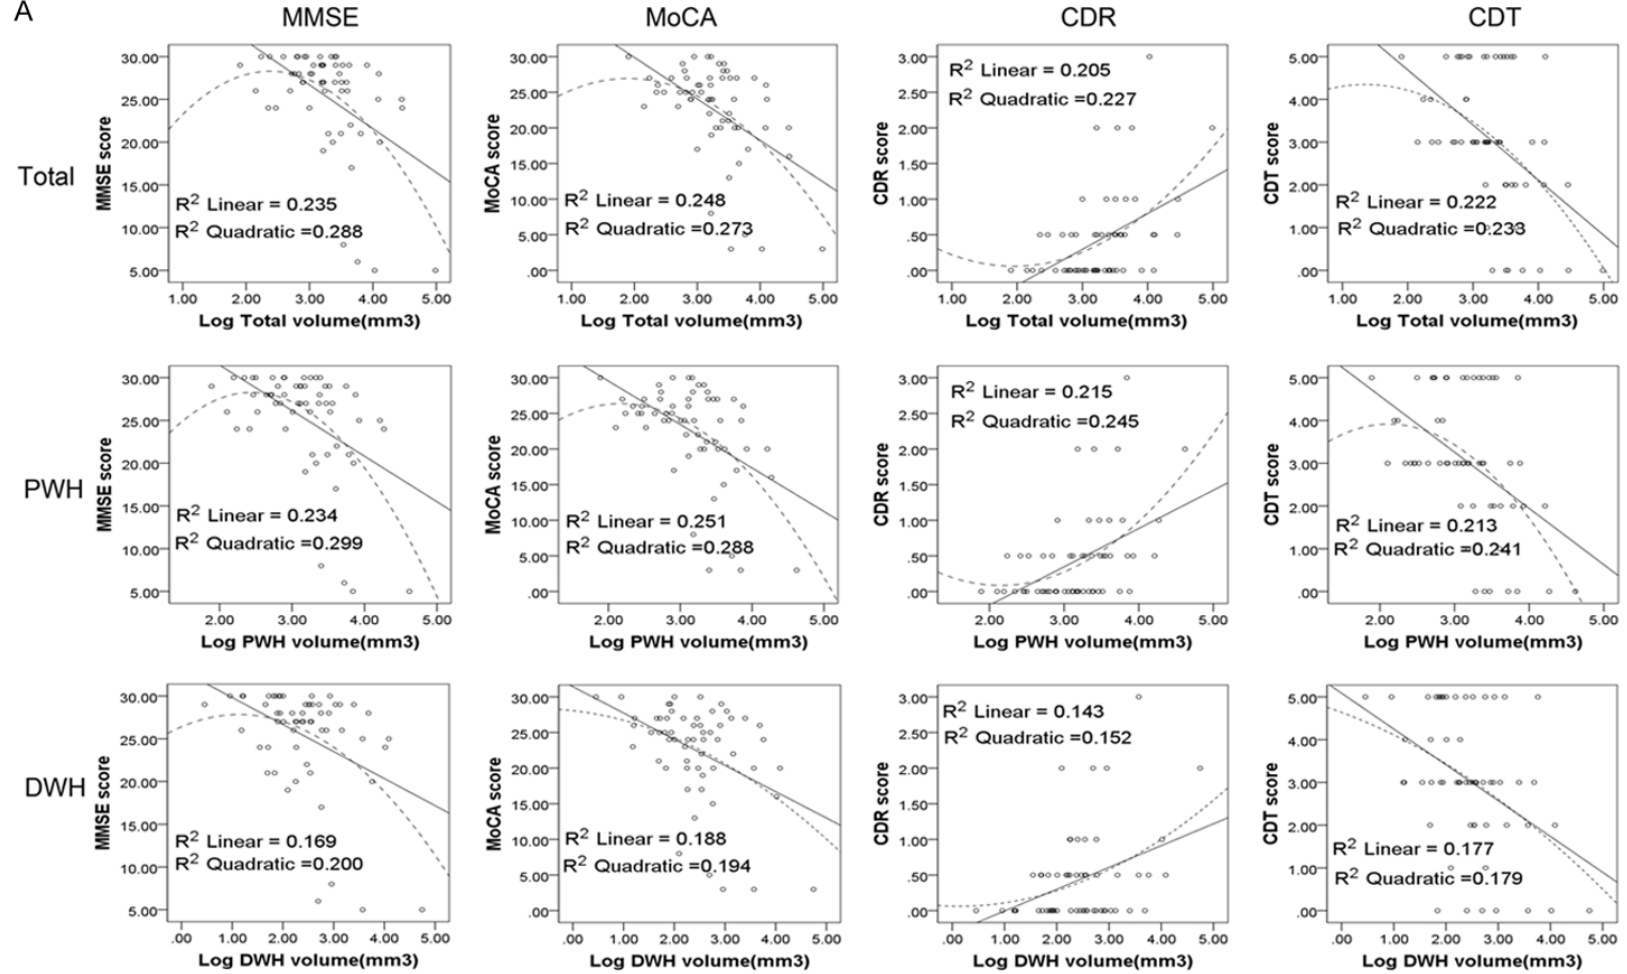 A
MMSE
MoCA
CDR
CDT
Total
MMSE score
30.00
25.00
20.00
15.00
10.00
5.00
R2 Linear = 0.235
R2 Quadratic =0.288
1.00 2.00 3.00 4.00 5.00
Log Total volume(mm3)
MoCA score
30.00
25.00
20.00
15.00
10.00
5.00
.00
R2 Linear = 0.248
R2 Quadratic =0.273
1.00 2.00 3.00 4.00 5.00
Log Total volume(mm3)
CDR score
3.00
2.50
2.00
1.50
1.00
.50
.00
R2 Linear = 0.205
R2 Quadratic =0.227
1.00 2.00 3.00 4.00 5.00
Log Total volume(mm3)
CDT score
5.00
4.00
3.00
2.00
1.00
.00
R2 Linear = 0.222
R2 Quadratic =0.233
1.00 2.00 3.00 4.00 5.00
Log Total volume(mm3)
PWH
MMSE score
30.00
25.00
20.00
15.00
10.00
5.00
R2 Linear = 0.234
R2 Quadratic =0.299
2.00 3.00 4.00 5.00
Log PWH volume(mm3)
MoCA score
30.00
25.00
20.00
15.00
10.00
5.00
.00
R2 Linear = 0.251
R2 Quadratic =0.288
2.00 3.00 4.00 5.00
Log PWH volume(mm3)
CDR score
3.00
2.50
2.00
1.50
1.00
.50
.00
R2 Linear = 0.215
R2 Quadratic =0.245
2.00 3.00 4.00 5.00
Log PWH volume(mm3)
CDT score
5.00
4.00
3.00
2.00
1.00
.00
R2 Linear = 0.213
R2 Quadratic =0.241
2.00 3.00 4.00 5.00
Log PWH volume(mm3)
DWH
MMSE score
30.00
25.00
20.00
15.00
10.00
5.00
R2 Linear = 0.169
R2 Quadratic =0.200
.00 1.00 2.00 3.00 4.00 5.00
Log DWH volume(mm3)
MoCA score
30.00
25.00
20.00
15.00
10.00
5.00
.00
R2 Linear = 0.188
R2 Quadratic =0.194
.00 1.00 2.00 3.00 4.00 5.00
Log DWH volume(mm3)
CDR score
3.00
2.50
2.00
1.50
1.00
.50
.00
R2 Linear = 0.143
R2 Quadratic =0.152
.00 1.00 2.00 3.00 4.00 5.00
Log DWH volume(mm3)
CDT score
5.00
4.00
3.00
2.00
1.00
.00
R2 Linear = 0.177
R2 Quadratic =0.179
.00 1.00 2.00 3.00 4.00 5.00
Log DWH volume(mm3)